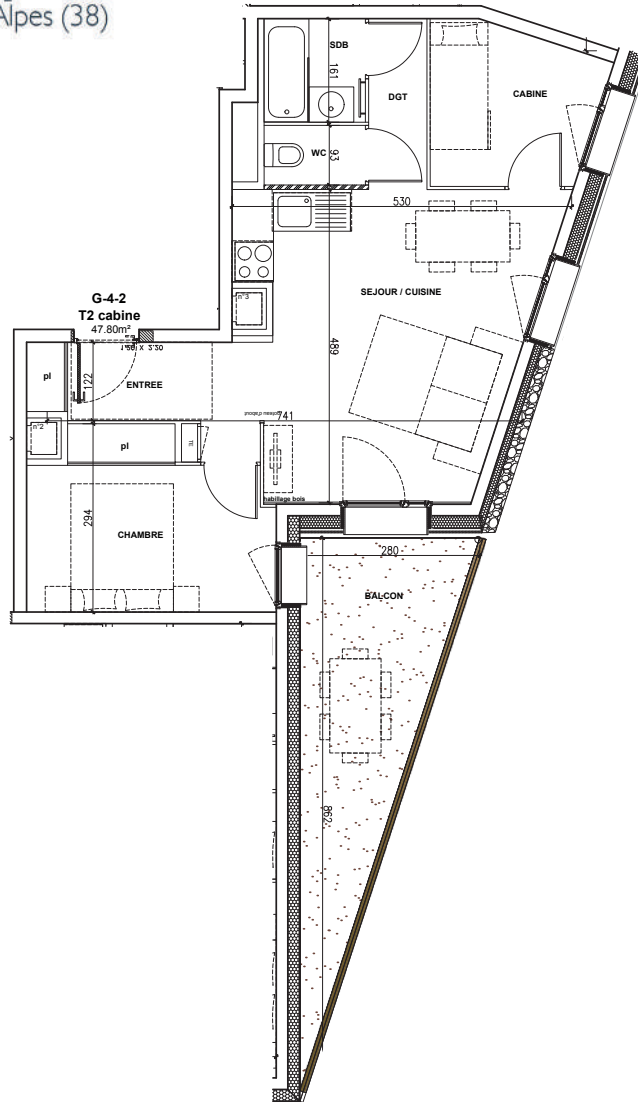 Alpes (38)
SDB
161
DGT
CABINE
WC
93
530
SEJOUR / CUISINE
n°3
G-4-2
T2 cabine
47.80m²
489
pl
122
ENTREE
741
n°2
pl
TE
habillage bois
294
CHAMBRE
280
BALCON
862